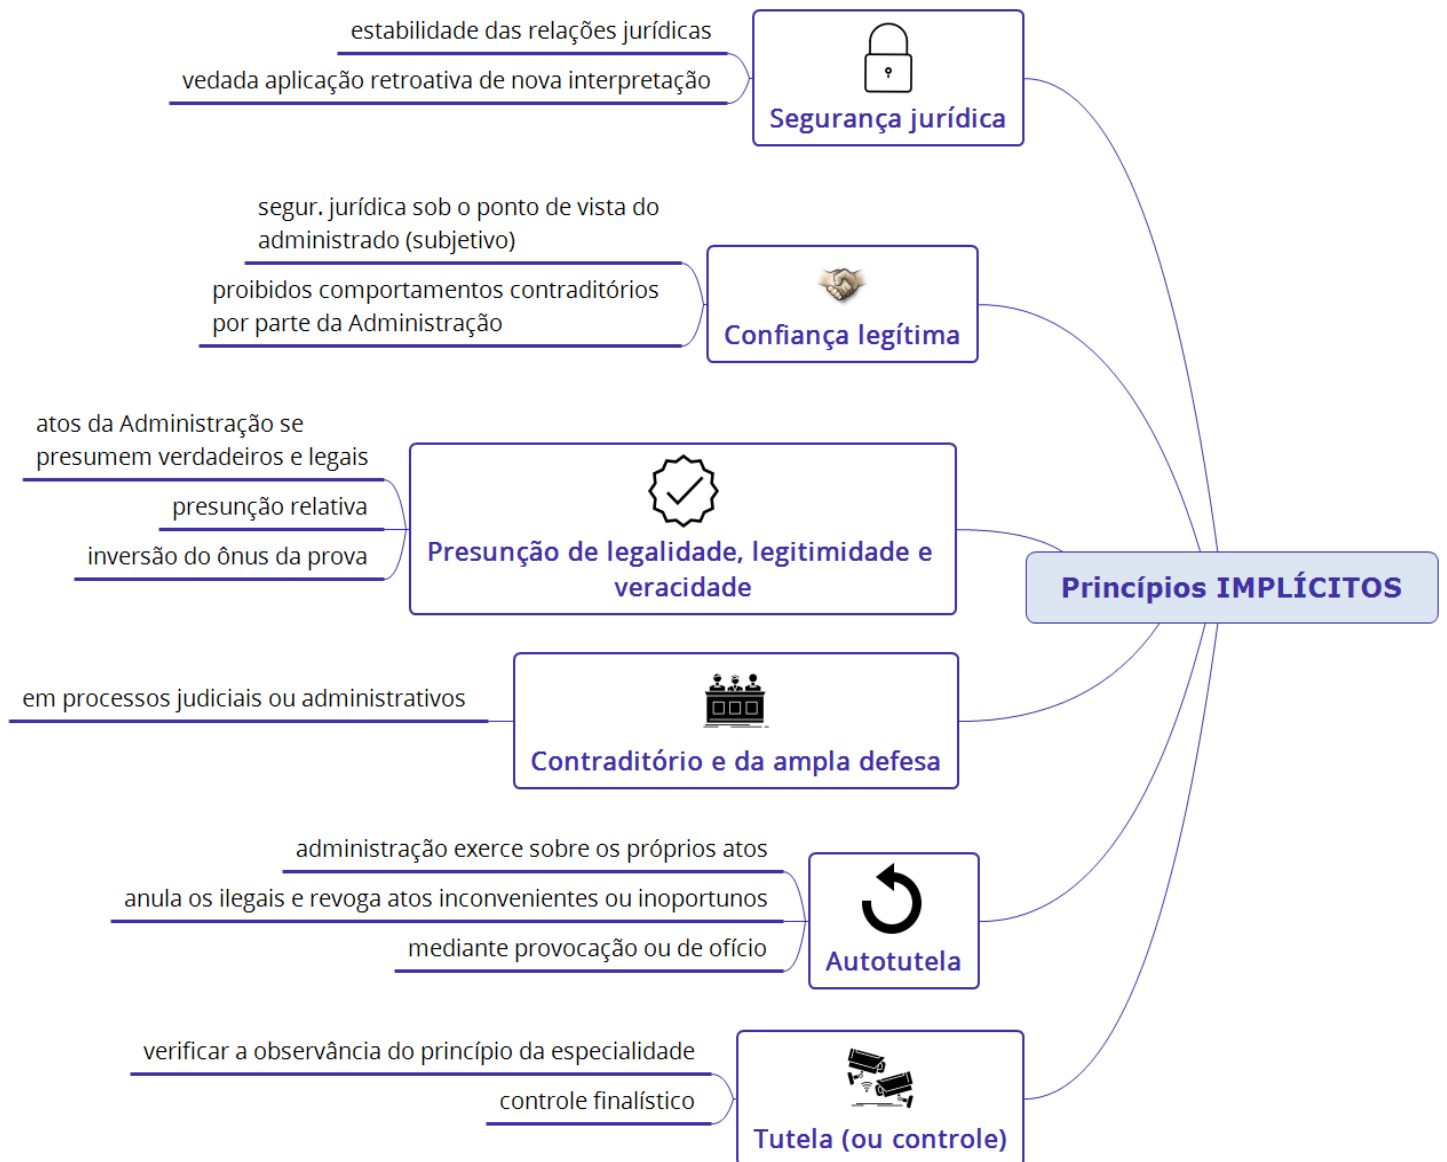 estabilidade das relações jurídicas
vedada aplicação retroativa de nova interpretação
Segurança jurídica
segur. jurídica sob o ponto de vista do
administrado (subjetivo)
proibidos comportamentos contraditórios
por parte da Administração
Confiança legítima
atos da Administração se
presumem verdadeiros e legais
presunção relativa
inversão do ônus da prova
Presunção de legalidade, legitimidade e
veracidade
Princípios IMPLÍCITOS
em processos judiciais ou administrativos
Contraditório e da ampla defesa
administração exerce sobre os próprios atos
anula os ilegais e revoga atos inconvenientes ou inoportunos
mediante provocação ou de ofício
Autotutela
verificar a observância do princípio da especialidade
controle finalístico
Tutela (ou controle)